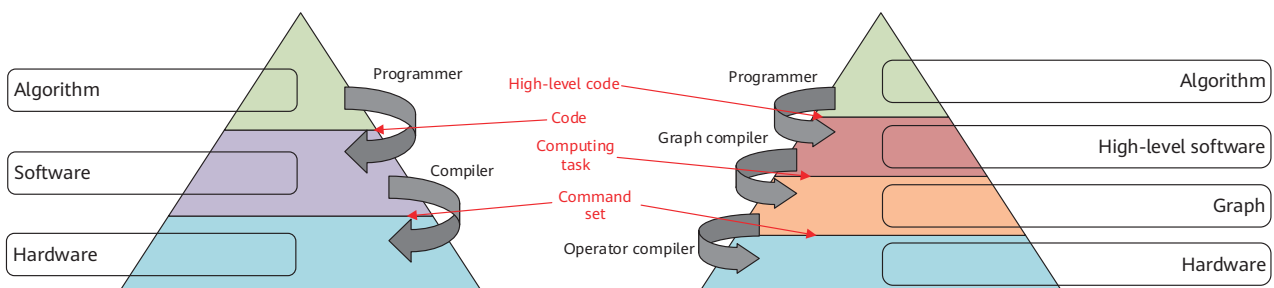 Programmer
Algorithm
Code
Software
Compiler
Hardware
High-level code
Computing
task
Command
set
Programmer
Algorithm
Graph compiler
High-level software
Graph
Operator compiler
Hardware